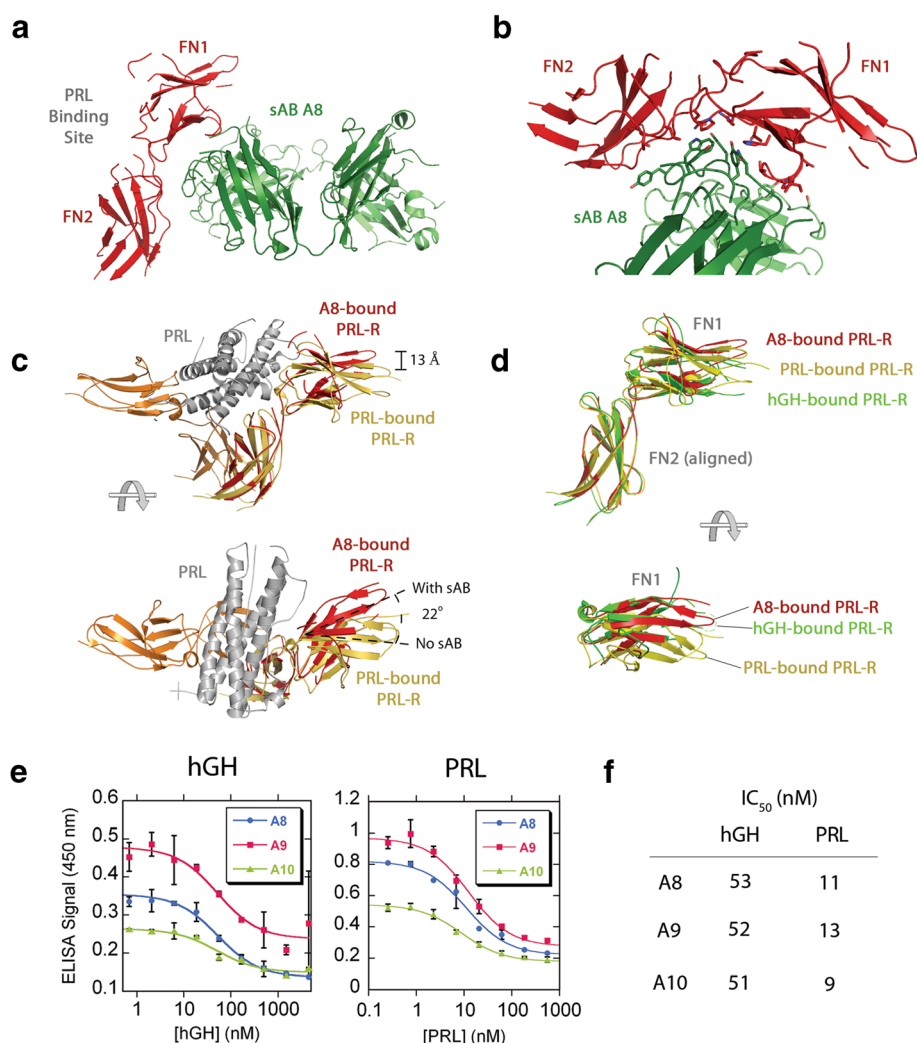 a
FN1
PRL
Binding
Site
sAB A8
FN2
b
FN2
FN1
sAB A8
c
PRL
A8-bound
PRL-R
13 Å
PRL-bound
PRL-R
PRL
A8-bound
PRL-R
With sAB
22°
No sAB
PRL-bound
PRL-R
d
FN1
A8-bound PRL-R
PRL-bound PRL-R
hGH-bound PRL-R
FN2 (aligned)
FN1
A8-bound PRL-R
hGH-bound PRL-R
PRL-bound PRL-R
e
hGH
ELISA Signal (450 nm)
0.6
0.5
0.4
0.3
0.2
0.1
A8
A9
A10
1 10 100 1000
[hGH] (nM)
PRL
1.2
1
0.8
0.6
0.4
0.2
0
A8
A9
A10
0.1 1 10 100 1000
[PRL] (nM)
f
IC50 (nM)
hGH PRL
A8 53 11
A9 52 13
A10 51 9